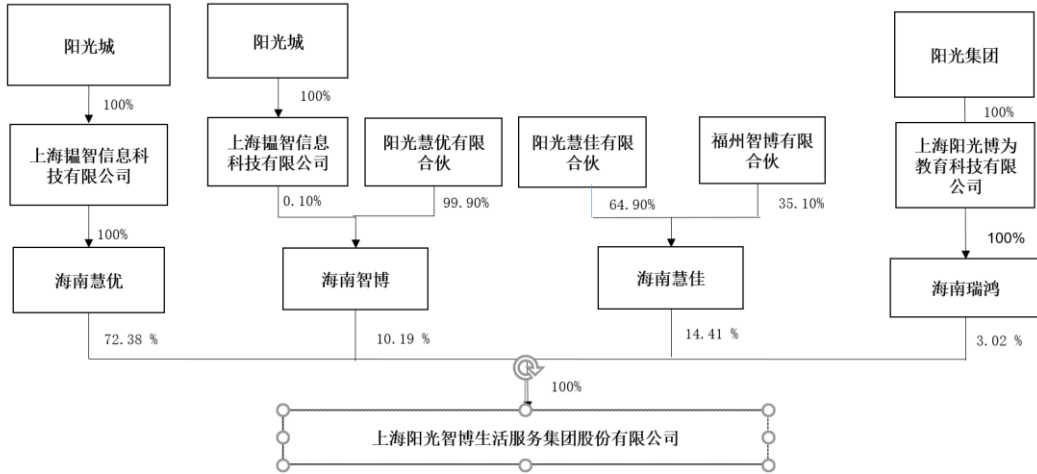 阳光城
阳光城
阳光集团
100%
100%
100%
上海韫智信息科
技有限公司
上海韫智信息
科技有限公司
阳光慧优有限
合伙
阳光慧佳有限
合伙
福州智博有限
合伙
上海阳光博为
教育科技有限
公司
100%
0.10%
99.90%
64.90%
35.10%
100%
海南慧优
海南智博
海南慧佳
海南瑞鸿
72.38 %
10.19 %
14.41 %
3.02 %
100%
上海阳光智博生活服务集团股份有限公司